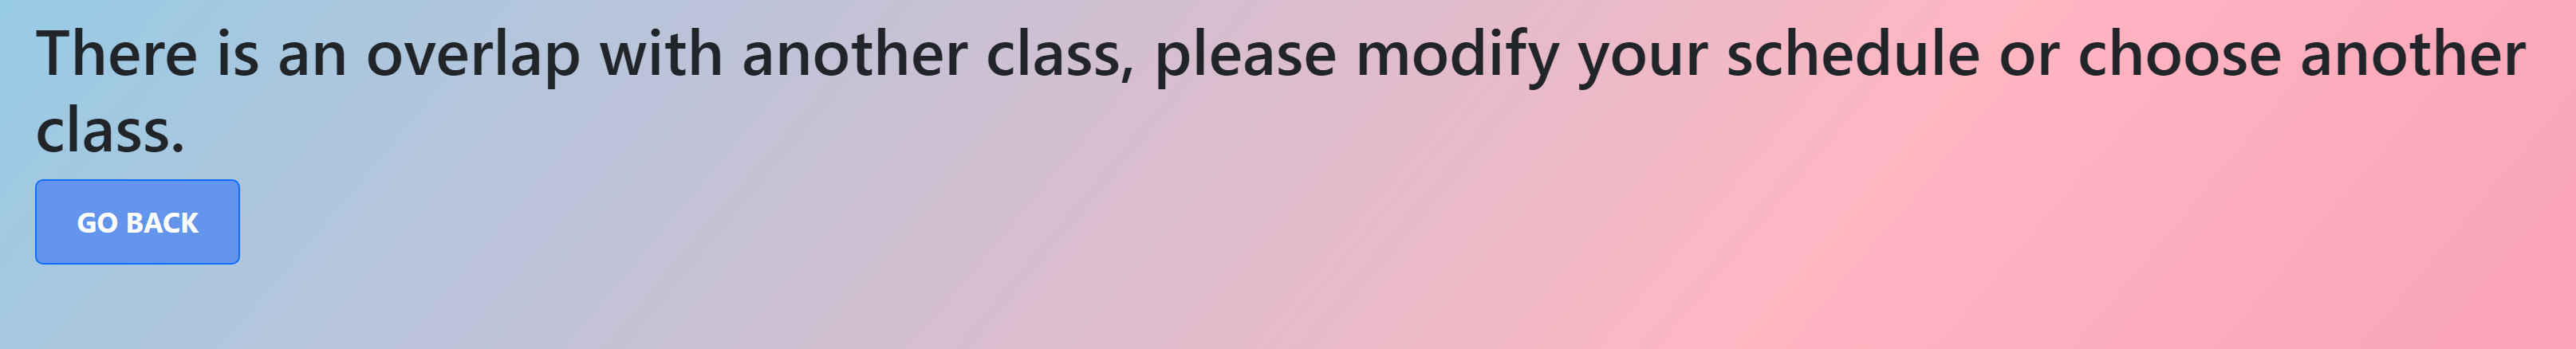 There is an overlap with another class, please modify your schedule or choose another
class.
GO BACK